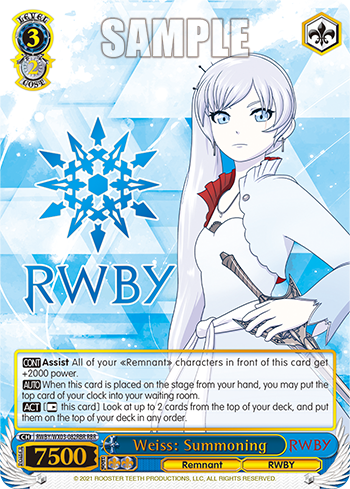 LEVEL
3
2
COST
SAMPLE
RWBY
CONT Assist All of your «Remnant» characters in front of this card get
+2000 power.
AUTO When this card is placed on the stage from your hand, you may put the
top card of your clock into your waiting room.
ACT [ this card] Look at up to 2 cards from the top of your deck, and put
them on the top of your deck in any order.
CH
POWER
7500
Weiss: Summoning RWBY
Remnant RWBY
©2021 ROOSTER TEETH PRODUCTIONS, LLC, ALL RIGHTS RESERVED.